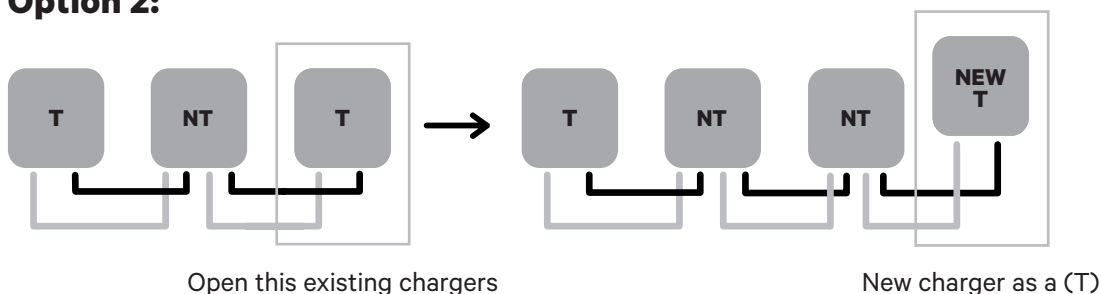 Option 2:
T
NT
T
T
NT
NT
NEW
T
Open this existing chargers
New charger as a (T)